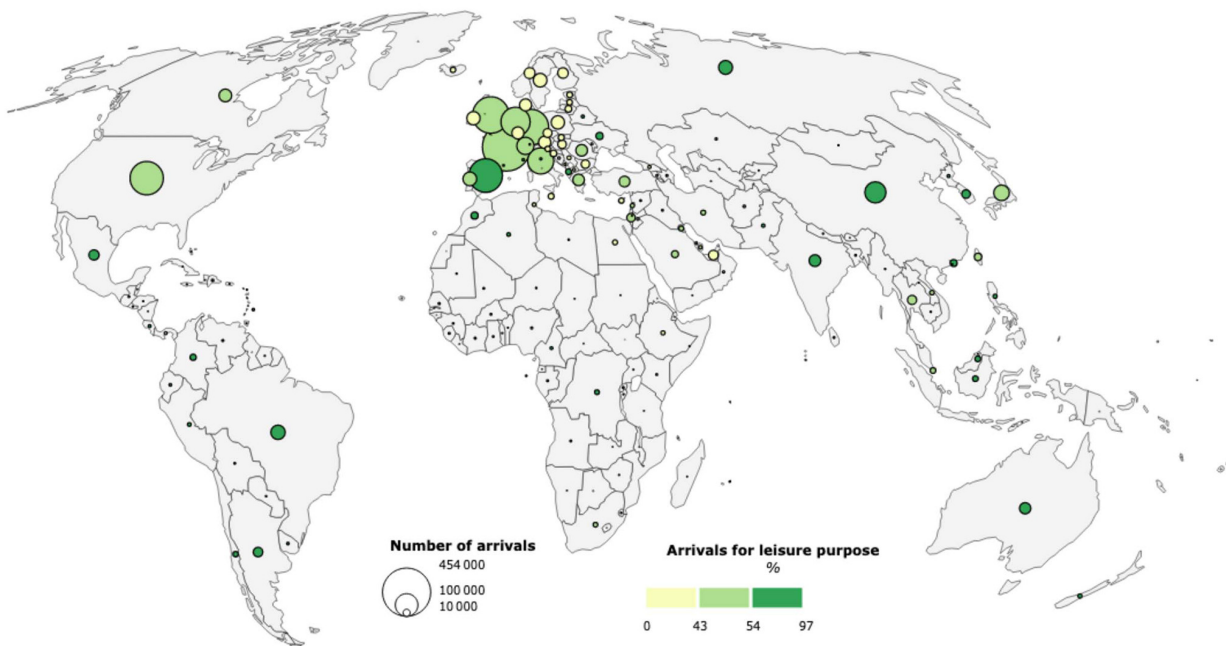 Number of arrivals
454 000
100 000
10 000
Arrivals for leisure purpose
%
0 43 54 97